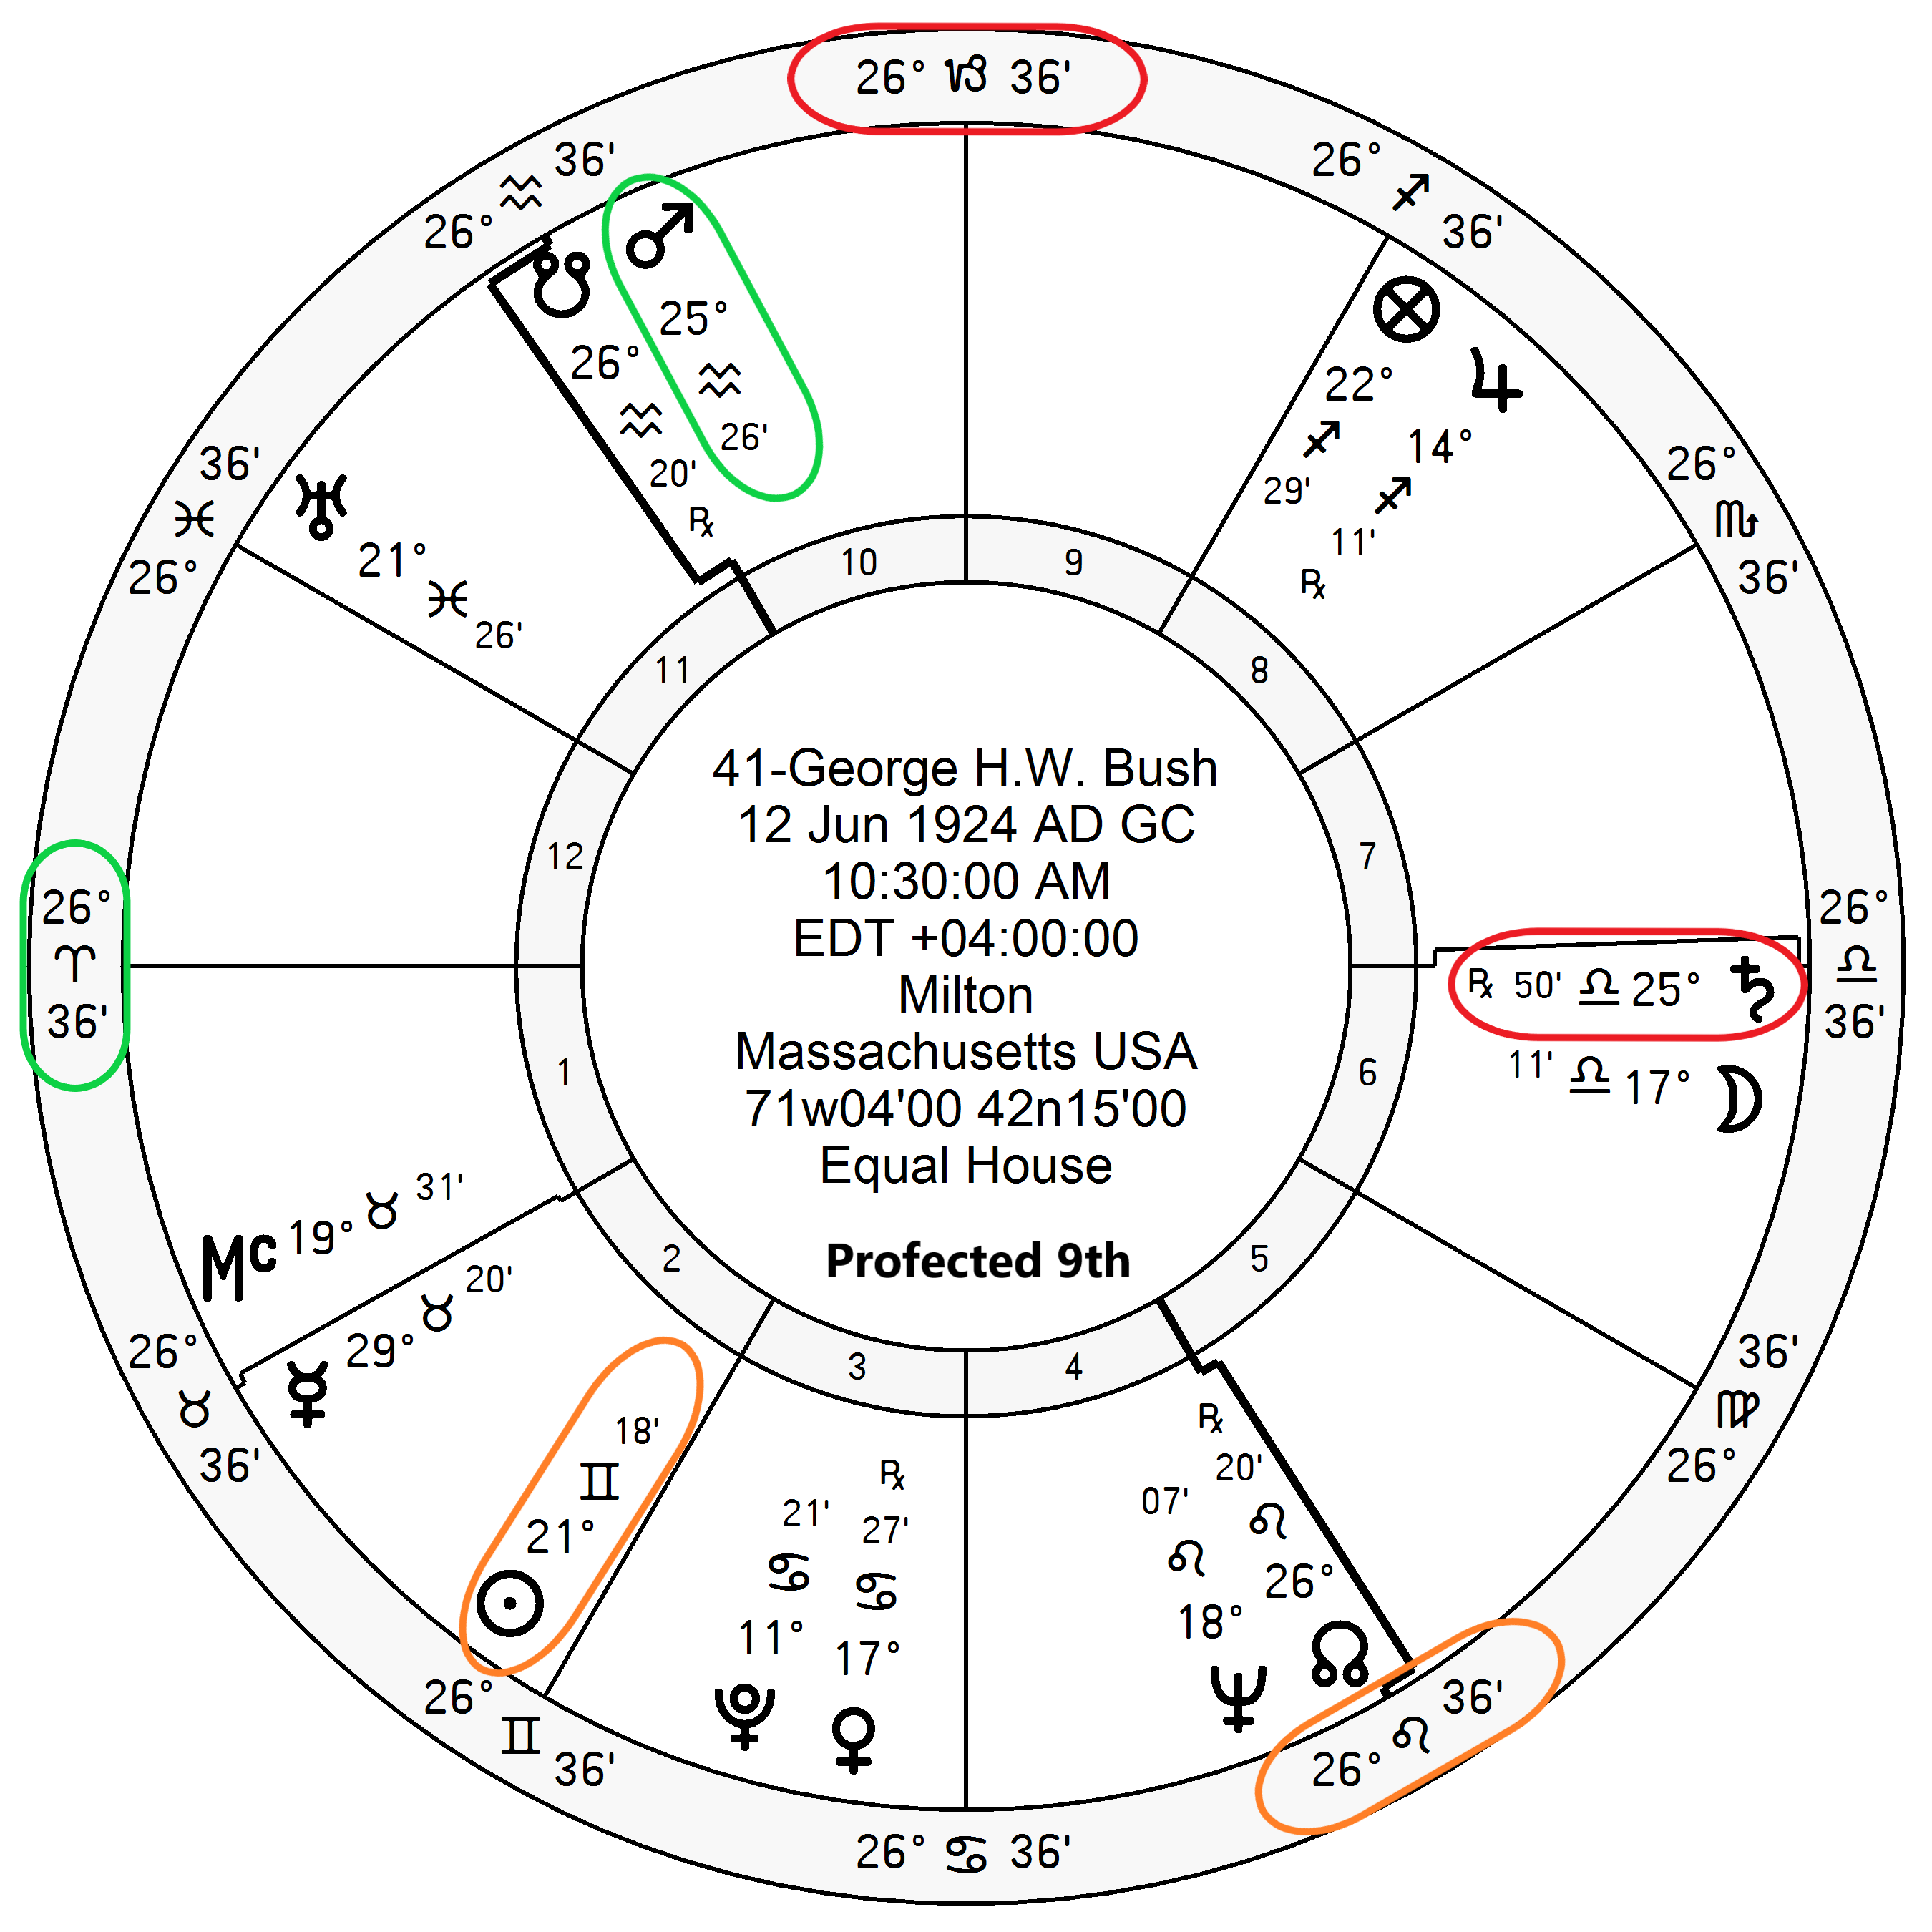 26° ♑ 36'
26° ♒ 36'
26° ♐ 36'
♂ 25° ♒ 26'
☋ 26° ♒ 20' ℞
⊗ 22° ♐ 29'
♃ 14° ♐ 11' ℞
36' ♓ 26°
26° ♏ 36'
♅ 21° ♓ 26'
10
9
11
8
12
7
1
6
2
5
3
4
41-George H.W. Bush
12 Jun 1924 AD GC
10:30:00 AM
EDT +04:00:00
Milton
Massachusetts USA
71w04'00 42n15'00
Equal House
Profected 9th
26° ♈ 36'
26° ♎ 36'
℞ 50' ♎ 25° ♄
11' ♎ 17° ☽
Mc 19° ♉ 31'
☿ 29° ♉ 20'
26° ♉ 36'
36' ♍ 26°
☉ 21° ♊ 18'
♇ 11° ♋ 21'
♀ 17° ♋ 27' ℞
♆ 18° ♌ 07'
☊ 26° ♌ 20' ℞
26° ♊ 36'
26° ♌ 36'
26° ♋ 36'